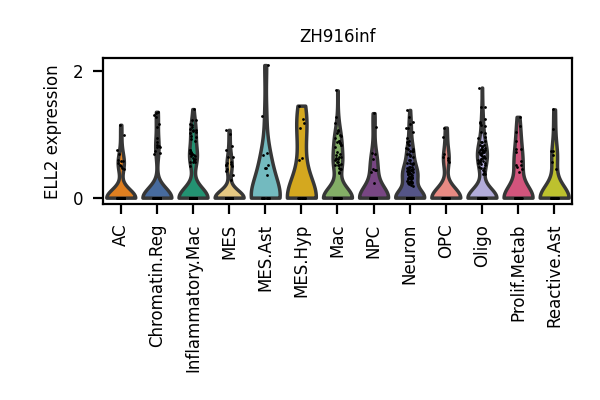 ZH916inf
ELL2 expression
2
0
AC
Chromatin.Reg
Inflammatory.Mac
MES
MES.Ast
MES.Hyp
Mac
NPC
Neuron
OPC
Oligo
Prolif.Metab
Reactive.Ast